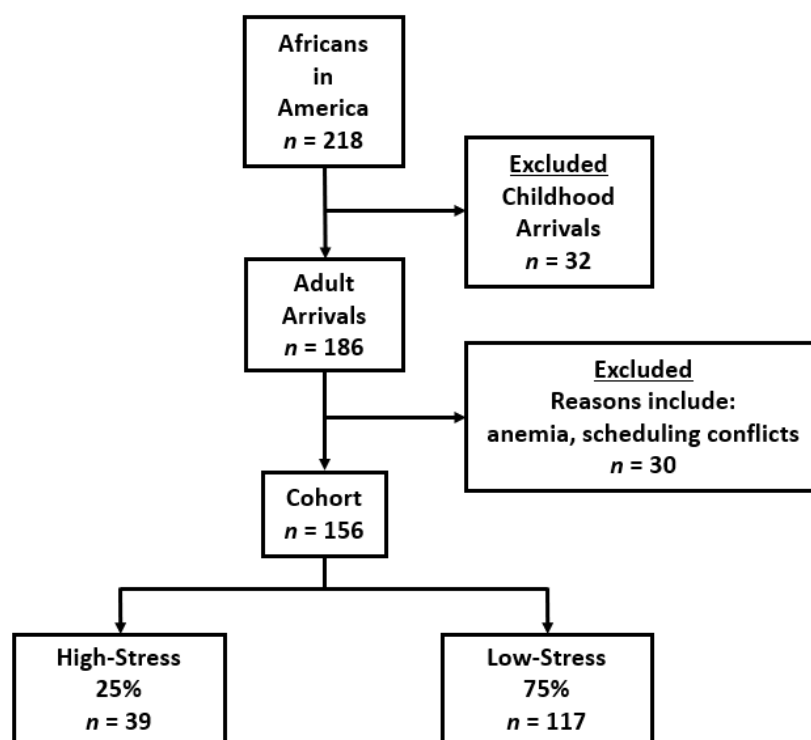 Africans
in
America
n = 218
Excluded
Childhood
Arrivals
n = 32
Adult
Arrivals
n = 186
Excluded
Reasons include:
anemia, scheduling conflicts
n = 30
Cohort
n = 156
High-Stress
25%
n = 39
Low-Stress
75%
n = 117